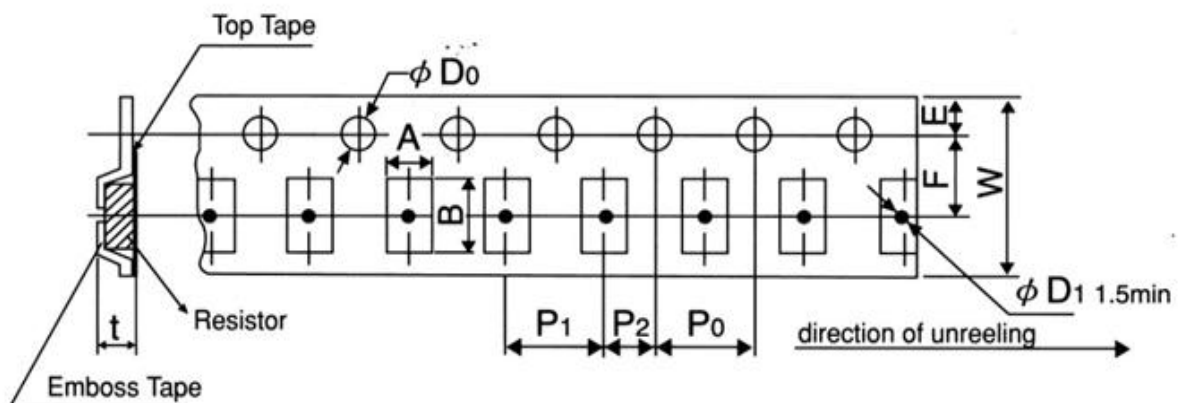 Top Tape
φ D0
A
E
F
W
B
φ D1 1.5min
t
Resistor
P1
P2
P0
direction of unreeling
Emboss Tape